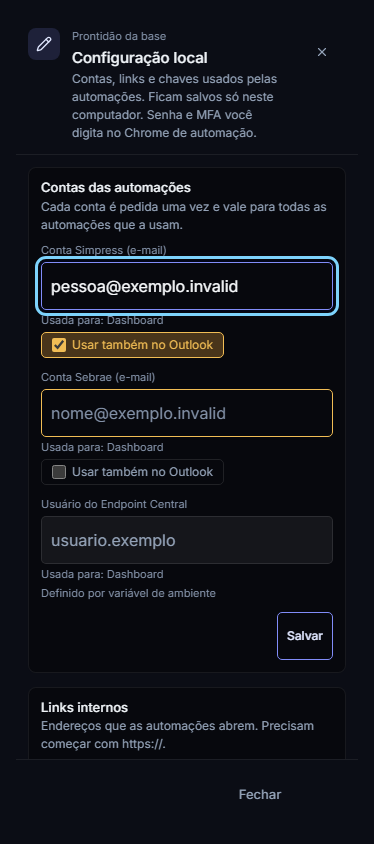 Prontidão da base
Configuração local
Contas, links e chaves usados pelas
automações. Ficam salvos só neste
computador. Senha e MFA você
digita no Chrome de automação.
Contas das automações
Cada conta é pedida uma vez e vale para todas as
automações que a usam.
Conta Simpress (e-mail)
pessoa@exemplo.invalid
Usada para: Dashboard
Usar também no Outlook
Conta Sebrae (e-mail)
nome@exemplo.invalid
Usada para: Dashboard
Usar também no Outlook
Usuário do Endpoint Central
usuario.exemplo
Usada para: Dashboard
Definido por variável de ambiente
Salvar
Links internos
Endereços que as automações abrem. Precisam
começar com https://.
Fechar